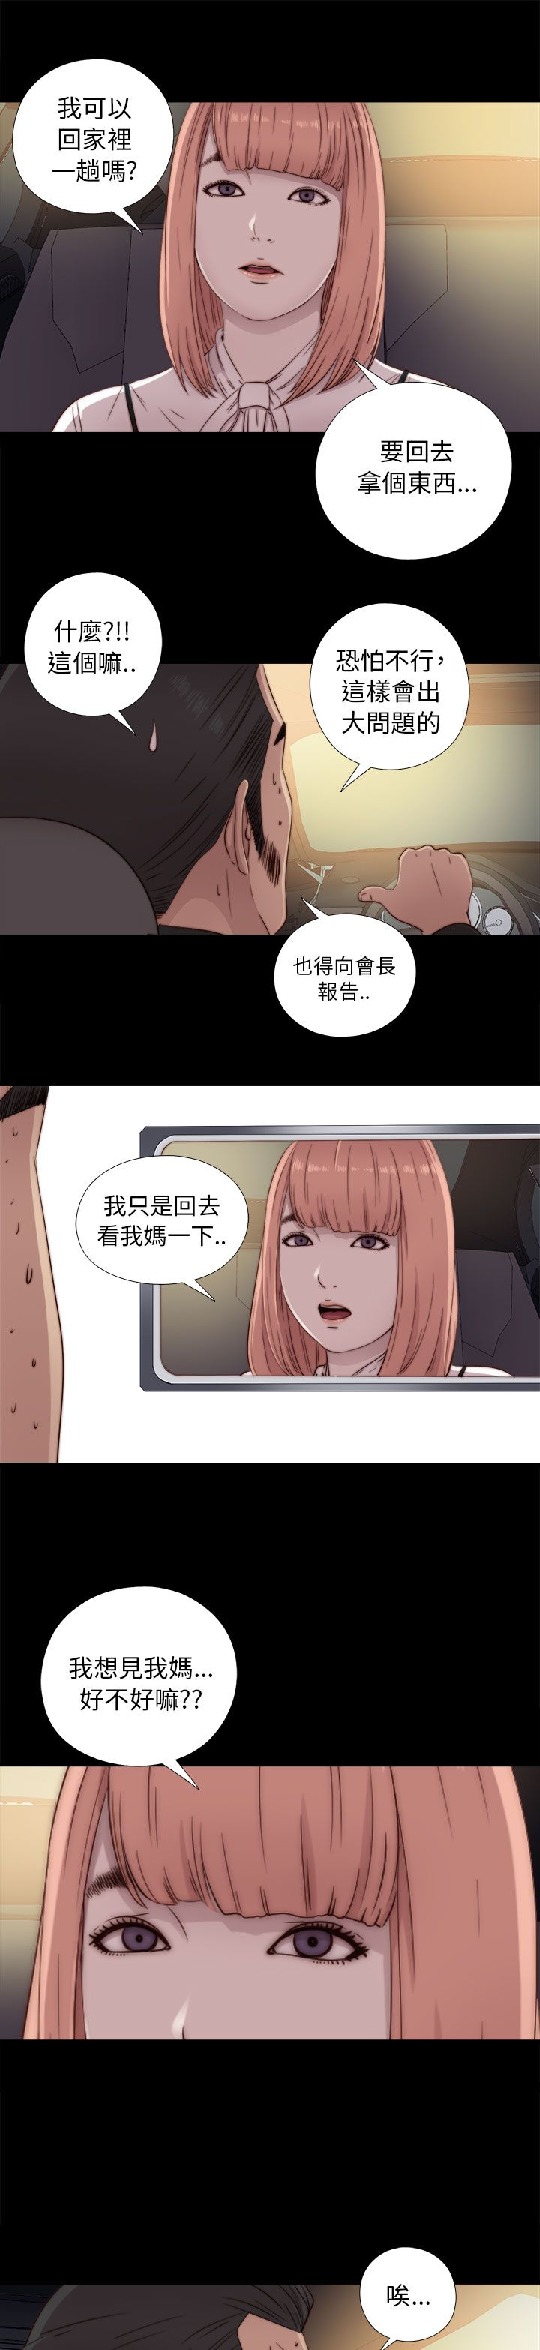 我可以
回家裡
一趟嗎?
要回去
拿個東西...
什麼?!!
這個嘛..
恐怕不行,
這樣會出
大問題的
也得向會長
報告..
我只是回去
看我媽一下..
我想見我媽...
好不好嘛??
唉...